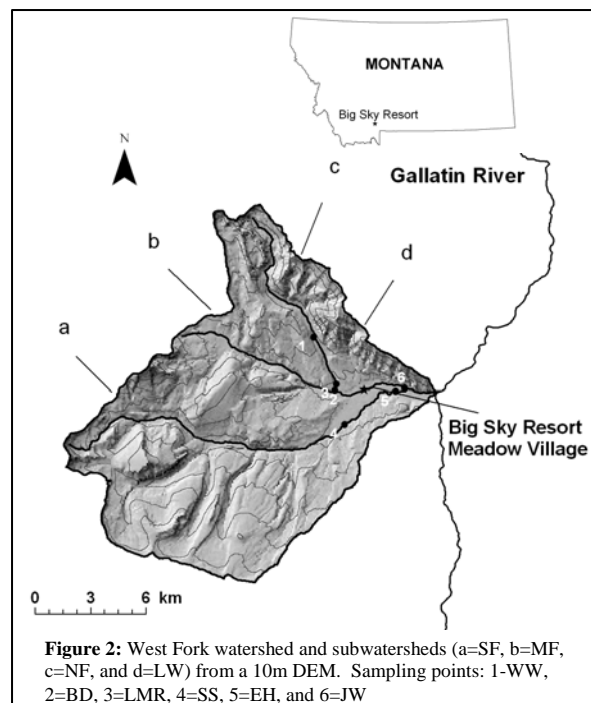 MONTANA
Big Sky Resort
N
Gallatin River
c
b
d
a
1
3
2
6
5
4
Big Sky Resort
Meadow Village
0 3 6 km
Figure 2: West Fork watershed and subwatersheds (a=SF, b=MF,
c=NF, and d=LW) from a 10m DEM. Sampling points: 1-WW,
2=BD, 3=LMR, 4=SS, 5=EH, and 6=JW